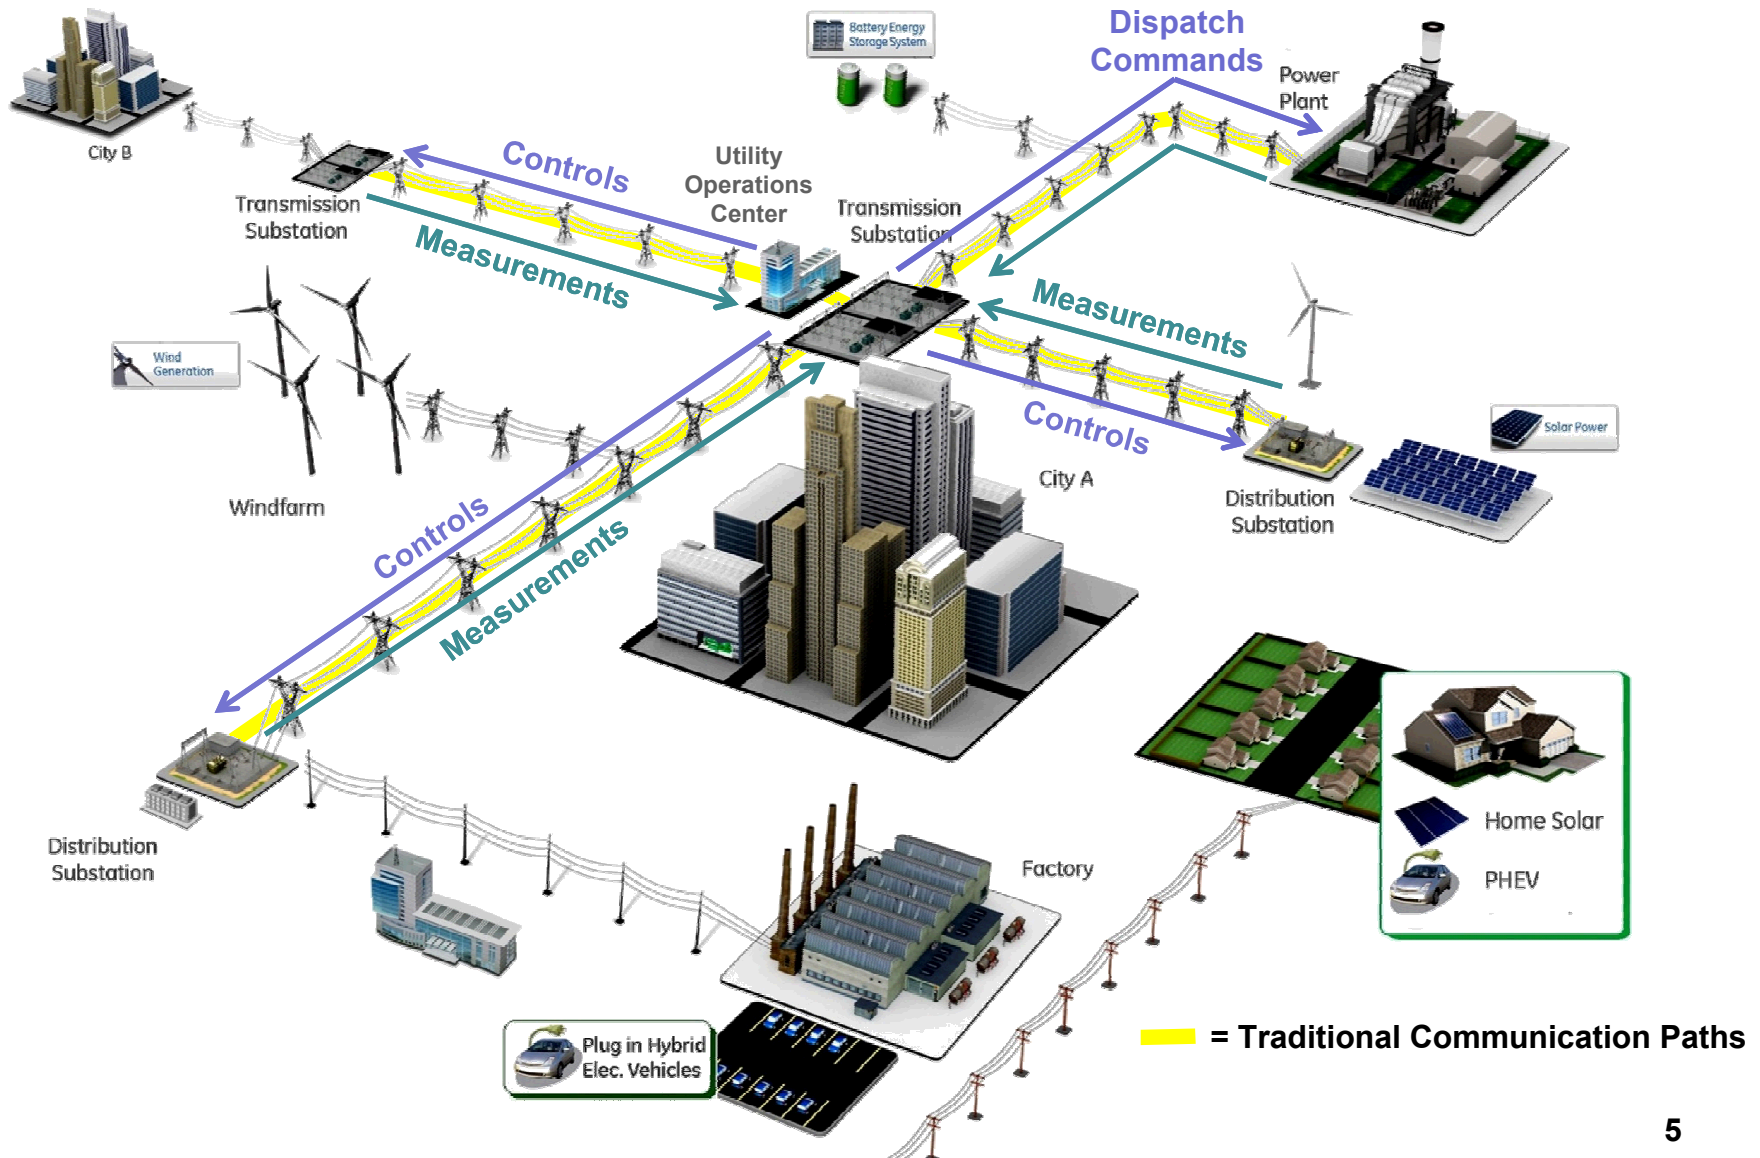 Battery Energy
Storage System
Dispatch
Commands
Power
Plant
City B
Controls
Utility
Operations
Center
Transmission
Substation
Transmission
Substation
Measurements
Measurements
Wind
Generation
Controls
Solar Power
City A
Distribution
Substation
Windfarm
Controls
Measurements
Home Solar
PHEV
Distribution
Substation
Factory
Plug in Hybrid
Elec. Vehicles
= Traditional Communication Paths
5